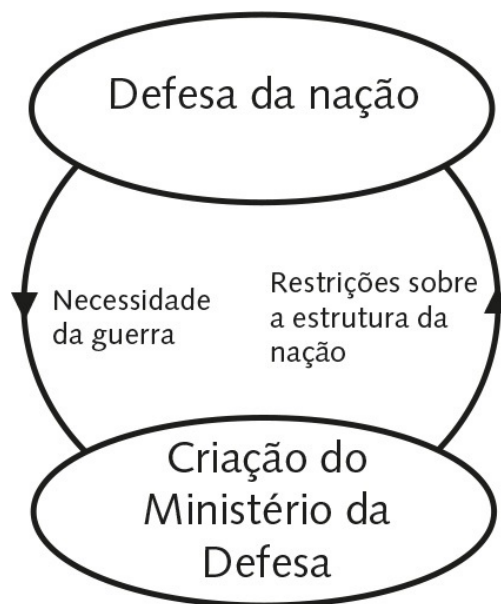 Defesa da nação
Necessidade
da guerra
Restrições sobre
a estrutura da
nação
Criação do
Ministério da
Defesa